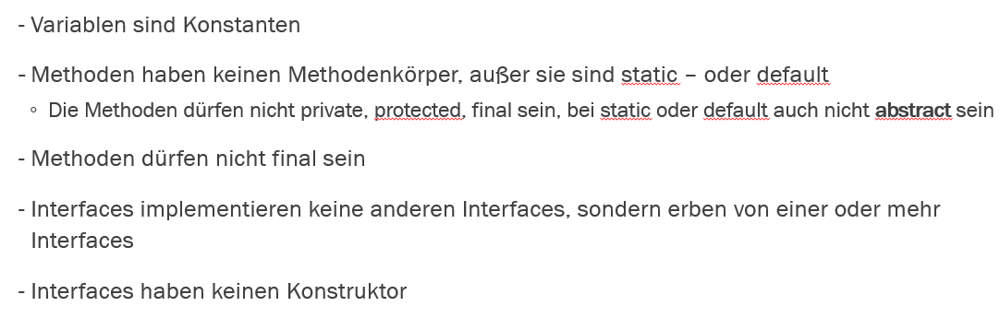 - Variablen sind Konstanten
- Methoden haben keinen Methodenkörper, außer sie sind static – oder default
◦ Die Methoden dürfen nicht private, protected, final sein, bei static oder default auch nicht abstract sein
- Methoden dürfen nicht final sein
- Interfaces implementieren keine anderen Interfaces, sondern erben von einer oder mehr
Interfaces
- Interfaces haben keinen Konstruktor